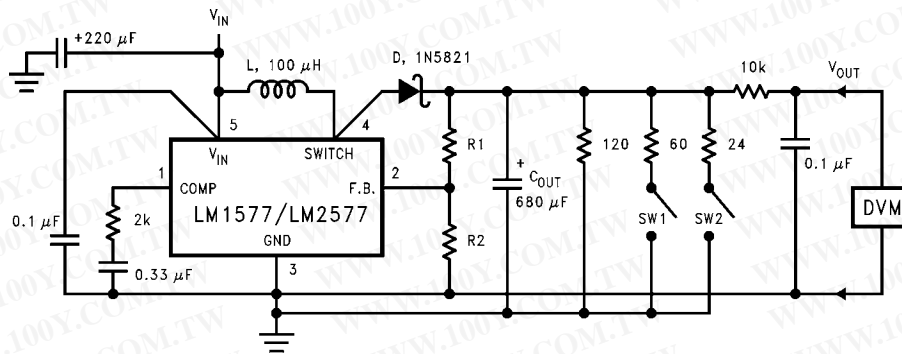 V_IN
+220 μF
L, 100 μH
D, 1N5821
10k
V_OUT
5
4
V_IN
SWITCH
R1
+
120
60
24
0.1 μF
1
COMP
F.B.
2
C_OUT
680 μF
DVM
LM1577/LM2577
SW1
SW2
0.1 μF
2k
GND
R2
0.33 μF
3
WWW.100Y.COM.TW